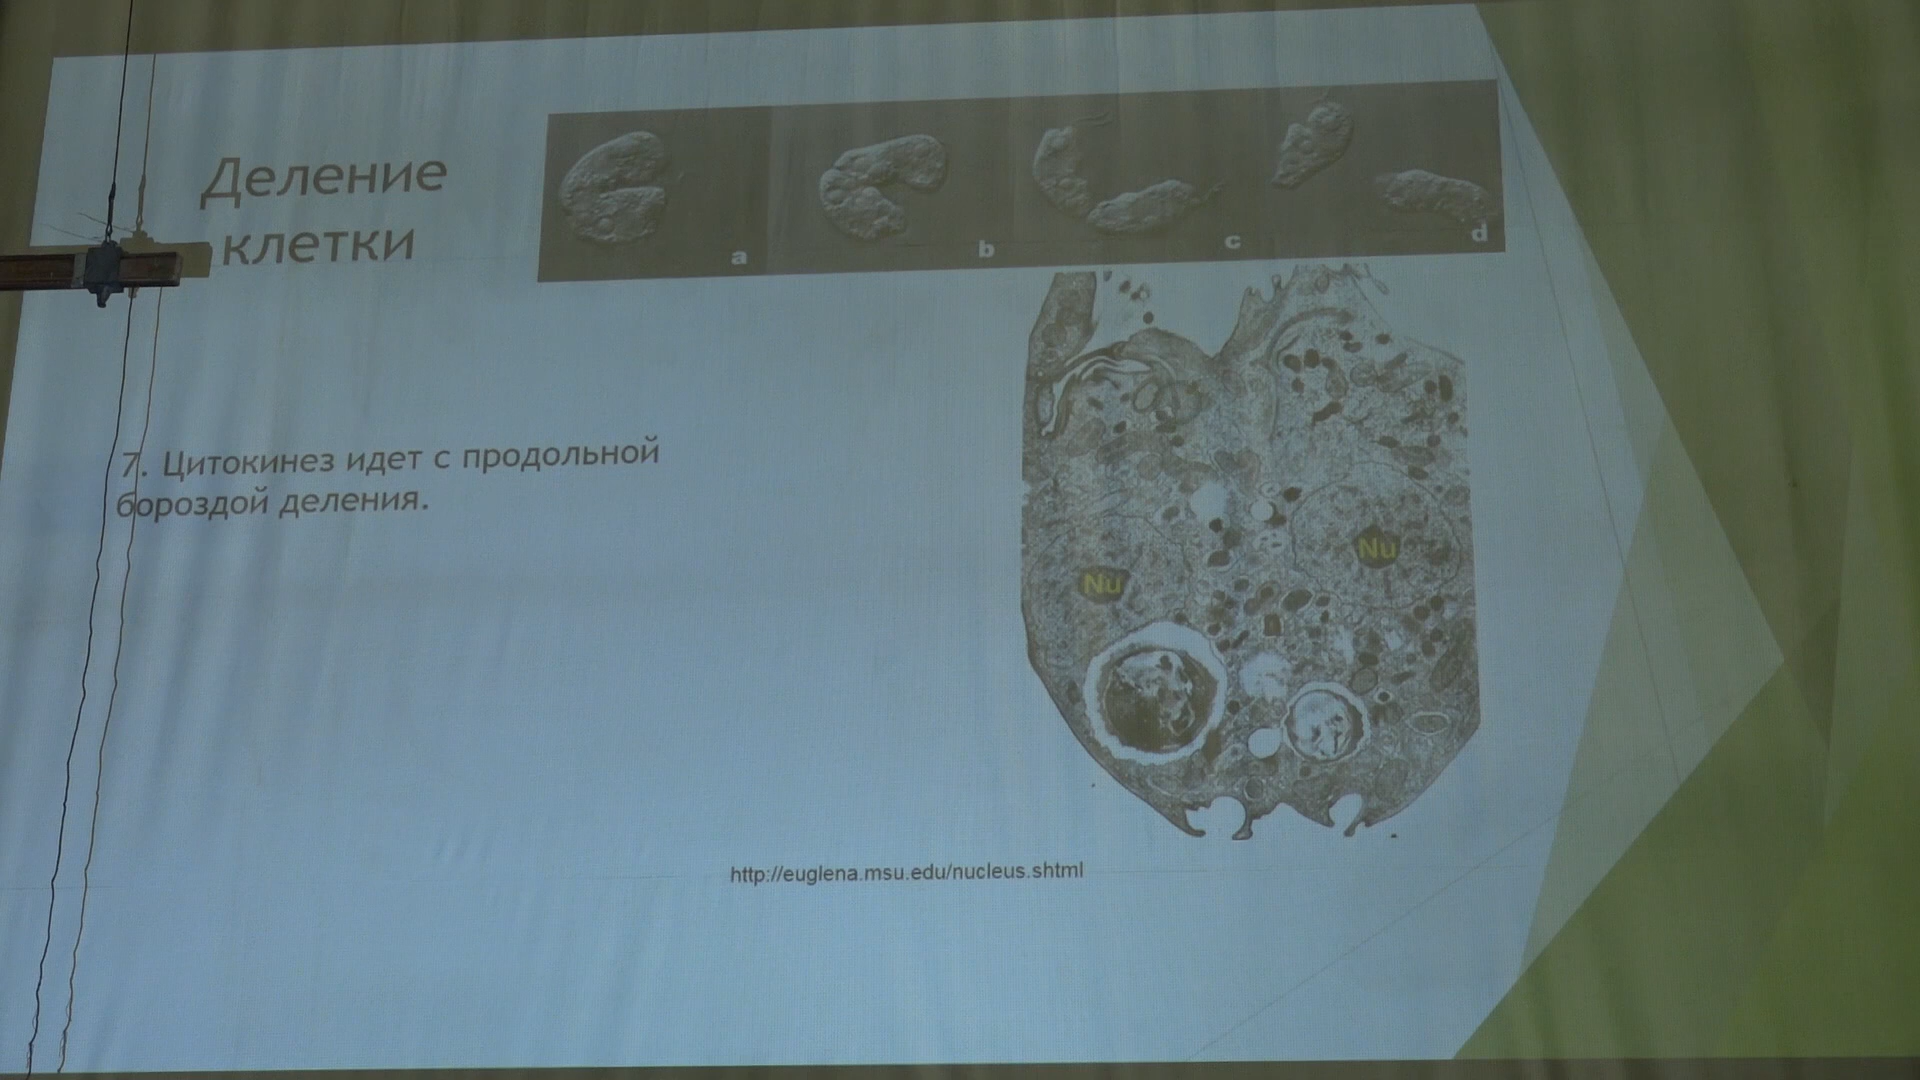 Деление
клетки
a
b
c
d
7. Цитокинез идет с продольной
бороздой деления.
Nu
Nu
http://euglena.msu.edu/nucleus.shtml